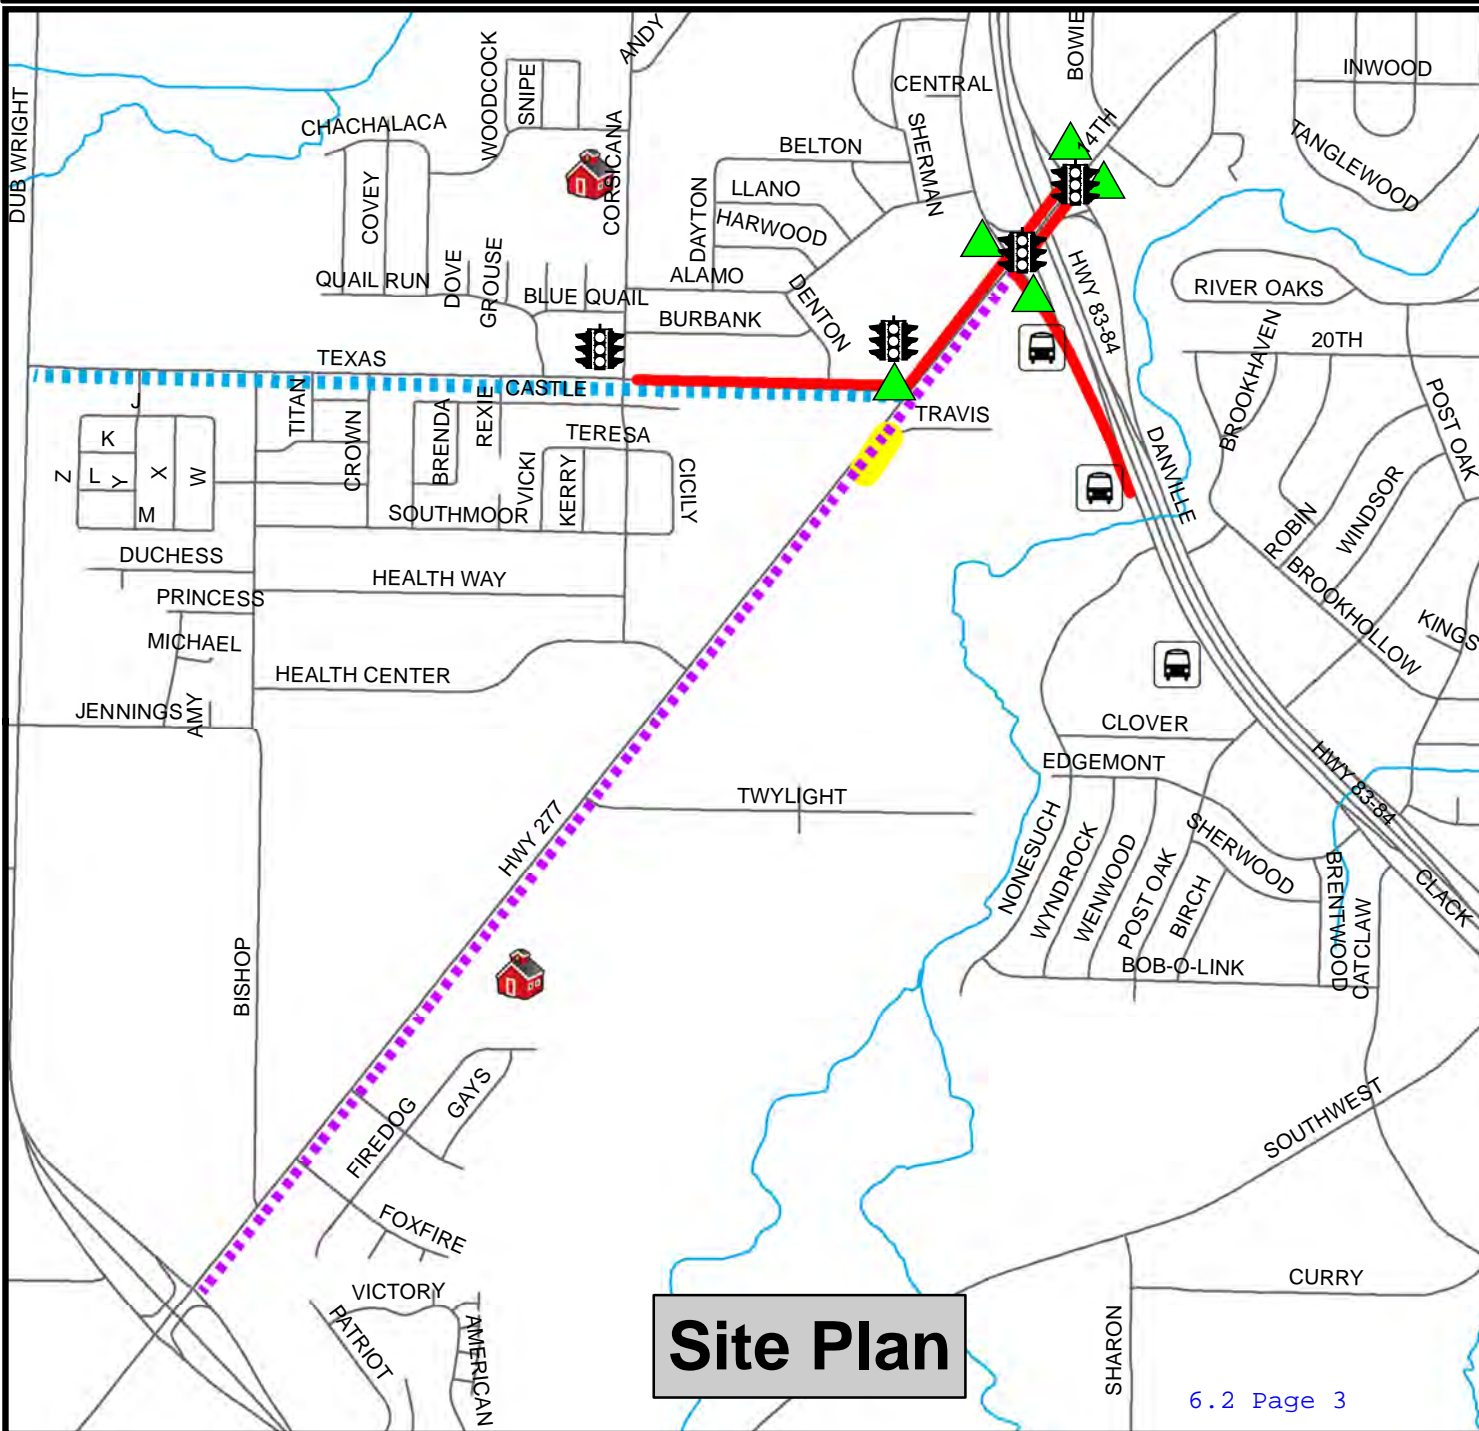 BOWIE
ANDY
WOODCOCK
SNIPE
CENTRAL
INWOOD
DUB WRIGHT
CHACHALACA
CORSICANA
BELTON
SHERMAN
14TH
TANGLEWOOD
COVEY
DAYTON
LLANO
HARWOOD
QUAIL RUN
DOVE
GROUSE
BLUE QUAIL
ALAMO
DENTON
HWY 83-84
RIVER OAKS
BURBANK
BROOKHAVEN
20TH
TEXAS
CASTLE
J
TITAN
CROWN
BRENDA
REXIE
TRAVIS
POST OAK
K
L
Y
X
W
Z
M
TERESA
VICKI
KERRY
CICILY
DANVILLE
SOUTHMOOR
ROBIN
WINDSOR
DUCHESS
HEALTH WAY
BROOKHOLLOW
PRINCESS
KINGS
MICHAEL
HEALTH CENTER
JENNINGS
AMY
CLOVER
EDGEMONT
HWY 83-84
HWY 277
TWYLIGHT
NONESUCH
WYNDROCK
WENWOOD
POST OAK
BIRCH
SHERWOOD
BRENTWOOD
CATCLAW
CLACK
BISHOP
BOB-O-LINK
FIREDOG
GAYS
SOUTHWEST
FOXFIRE
VICTORY
PATRIOT
AMERICAN
CURRY
SHARON
Site Plan
6.2 Page 3